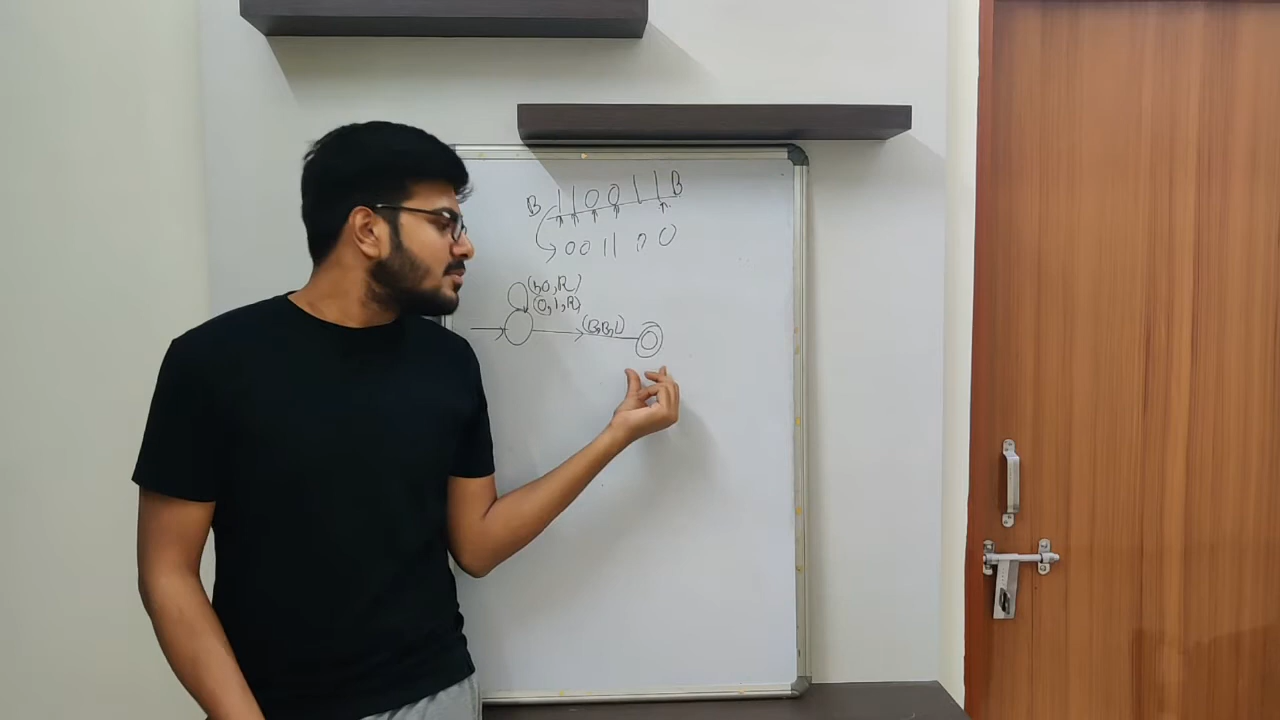 B 1 1 0 0 1 1 B
0 0 1 1 0 0
(1,0,R)
(0,1,R)
(B,B,L)